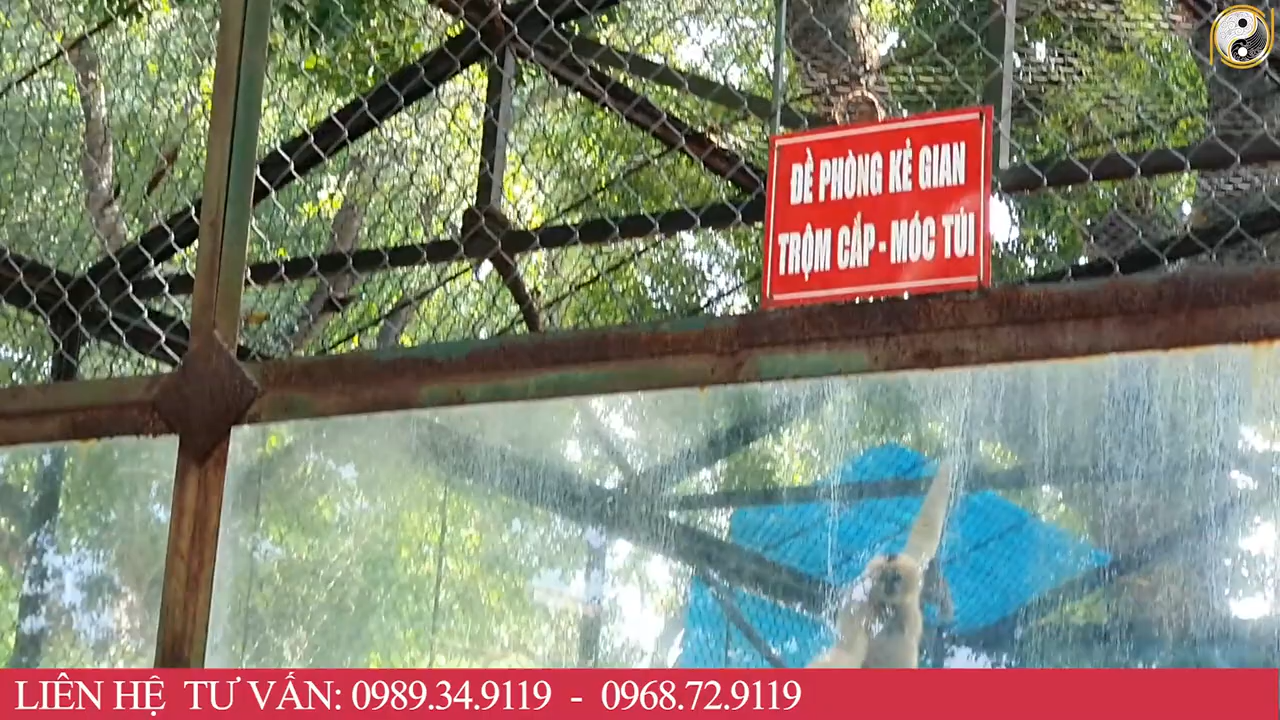 ĐỀ PHÒNG KẺ GIAN
TRỘM CẮP - MÓC TÚI
LIÊN HỆ TƯ VẤN: 0989.34.9119 - 0968.72.9119